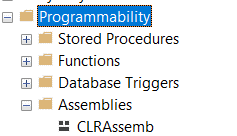 Programmability
Stored Procedures
Functions
Database Triggers
Assemblies
CLRAssemb